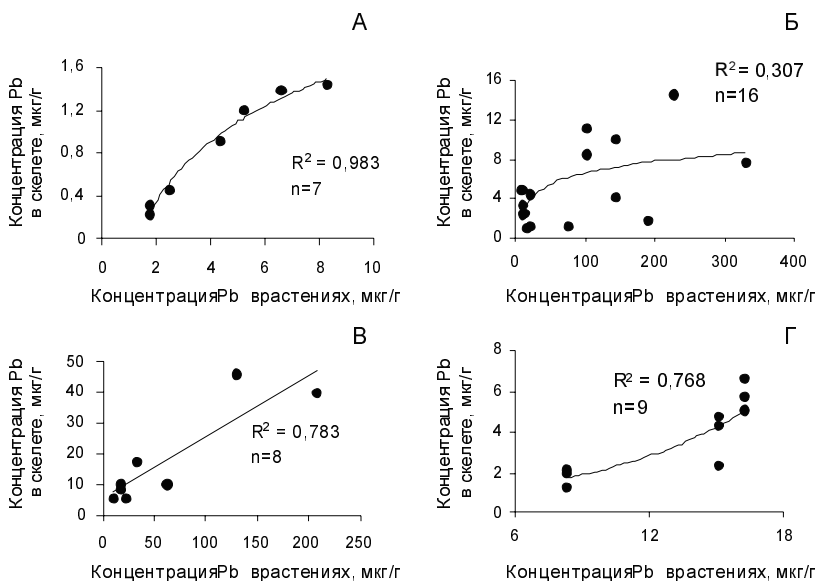 А
Концентрация Pb
в скелете, мкг/г
1,6
1,2
0,8
0,4
0
R² = 0,983
n=7
0 2 4 6 8 10
КонцентрацияPb врастениях, мкг/г
Б
Концентрация Pb
в скелете, мкг/г
16
12
8
4
0
R² = 0,307
n=16
0 100 200 300 400
КонцентрацияPb врастениях, мкг/г
В
Концентрация Pb
в скелете, мкг/г
50
40
30
20
10
0
R² = 0,783
n=8
0 50 100 150 200 250
КонцентрацияPb врастениях, мкг/г
Г
Концентрация Pb
в скелете, мкг/г
8
6
4
2
0
R² = 0,768
n=9
6 12 18
КонцентрацияPb врастениях, мкг/г